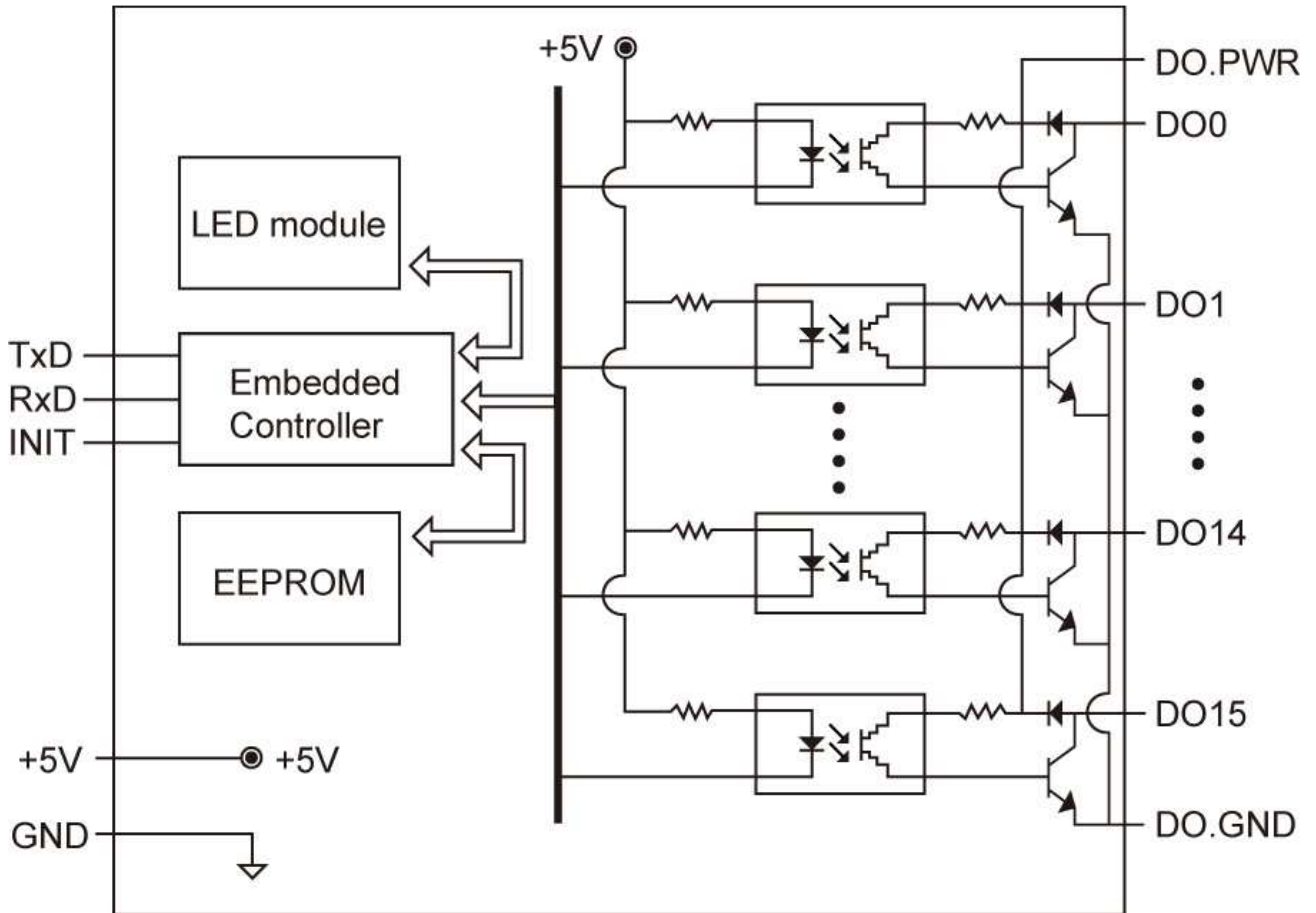 +5V
DO.PWR
DO0
LED module
DO1
TxD
RxD
INIT
Embedded
Controller
DO14
EEPROM
DO15
+5V
+5V
GND
DO.GND